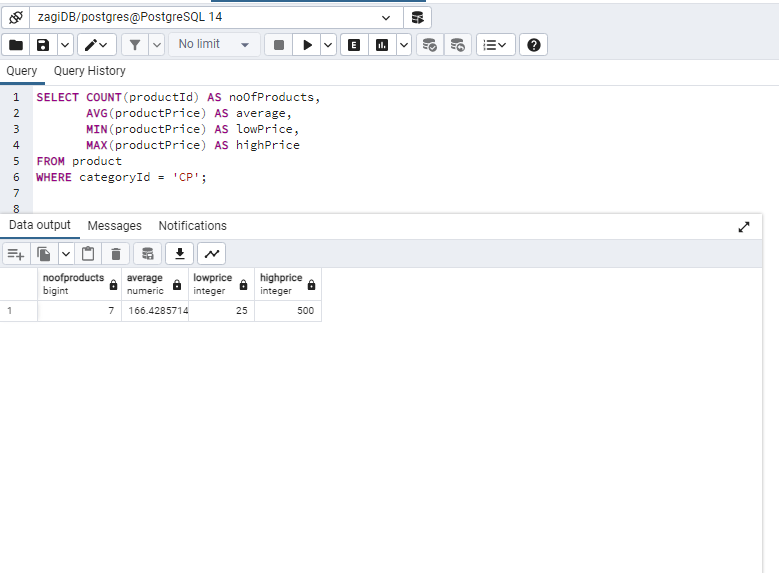 zagiDB/postgres@PostgreSQL 14
No limit
E
Query Query History
1 SELECT COUNT(productId) AS noOfProducts,
2 AVG(productPrice) AS average,
3 MIN(productPrice) AS lowPrice,
4 MAX(productPrice) AS highPrice
5 FROM product
6 WHERE categoryId = 'CP';
7
8
Data output Messages Notifications
noofproducts average lowprice highprice
bigint numeric integer integer
1 7 166.4285714 25 500